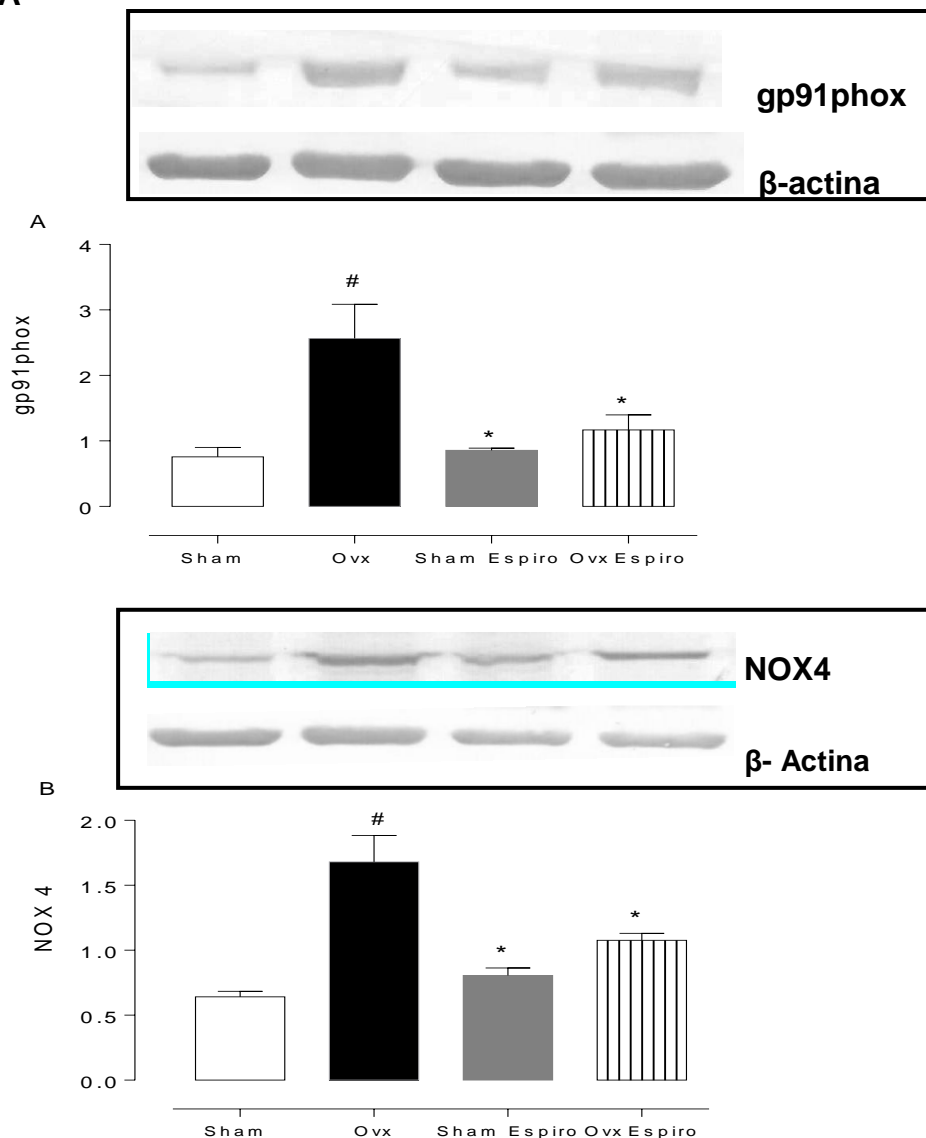 A
gp91phox
β-actina
A
4
3
2
1
0
gp91phox
#
*
*
Sham Ovx Sham Espiro Ovx Espiro
NOX4
β- Actina
B
2.0
1.5
1.0
0.5
0.0
NOX 4
#
*
*
Sham Ovx Sham Espiro Ovx Espiro